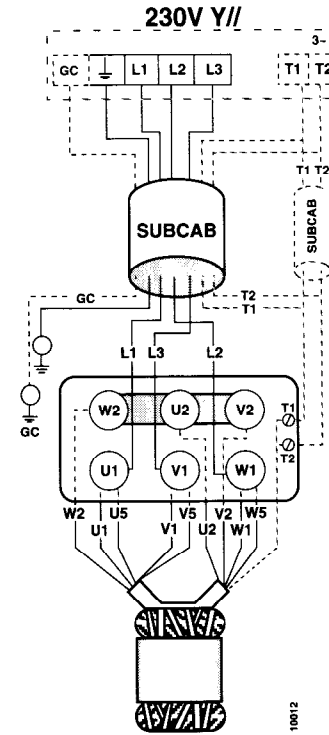 230V Y//
3~
GC L1 L2 L3 T1 T2
T1 T2
SUBCAB
SUBCAB
GC
T2
T1
L1 L3 L2
GC
W2 U2 V2
T1
T2
U1 V1 W1
W2 U5 V5 V2 W5
U1 V1 U2 W1
10012